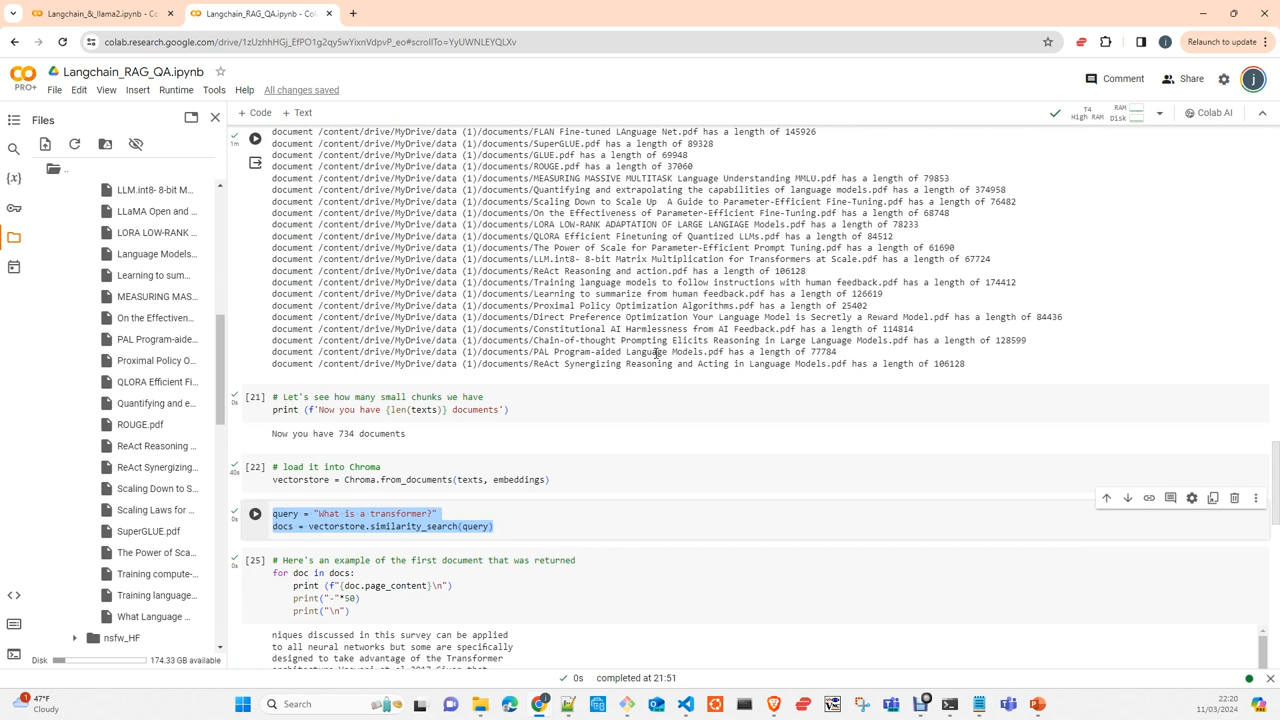 Langchain_&_llama2.ipynb - Co
Langchain_RAG_QA.ipynb - Cola
colab.research.google.com/drive/1zUzhhHGj_EfPO1g2qy5wYixnVdpvP_eo#scrollTo=YyUWNLEYQLXv
Relaunch to update
Langchain_RAG_QA.ipynb
PRO+
File Edit View Insert Runtime Tools Help All changes saved
Comment Share j
Files
+ Code + Text
T4 RAM
High RAM Disk
Colab AI
..
LLM.int8- 8-bit M...
LLaMA Open and ...
LORA LOW-RANK ...
Language Models...
Learning to sum...
MEASURING MAS...
On the Effectiven...
PAL Program-aide...
Proximal Policy O...
QLORA Efficient Fi...
Quantifying and e...
ROUGE.pdf
ReAct Reasoning ...
ReAct Synergizing...
Scaling Down to S...
Scaling Laws for ...
SuperGLUE.pdf
The Power of Sca...
Training compute-...
Training language...
What Language ...
nsfw_HF
Disk 174.33 GB available
1m
document /content/drive/MyDrive/data (1)/documents/FLAN Fine-tuned LAnguage Net.pdf has a length of 145926
document /content/drive/MyDrive/data (1)/documents/SuperGLUE.pdf has a length of 89328
document /content/drive/MyDrive/data (1)/documents/GLUE.pdf has a length of 69948
document /content/drive/MyDrive/data (1)/documents/ROUGE.pdf has a length of 37060
document /content/drive/MyDrive/data (1)/documents/MEASURING MASSIVE MULTITASK Language Understanding MMLU.pdf has a length of 79853
document /content/drive/MyDrive/data (1)/documents/Quantifying and extrapolating the capabilities of language models.pdf has a length of 374958
document /content/drive/MyDrive/data (1)/documents/Scaling Down to Scale Up  A Guide to Parameter-Efficient Fine-Tuning.pdf has a length of 76482
document /content/drive/MyDrive/data (1)/documents/On the Effectiveness of Parameter-Efficient Fine-Tuning.pdf has a length of 68748
document /content/drive/MyDrive/data (1)/documents/LORA LOW-RANK ADAPTATION OF LARGE LANGIAGE Models.pdf has a length of 78233
document /content/drive/MyDrive/data (1)/documents/QLORA Efficient Finetuning of Quantized LLMs.pdf has a length of 84512
document /content/drive/MyDrive/data (1)/documents/The Power of Scale for Parameter-Efficient Prompt Tuning.pdf has a length of 61690
document /content/drive/MyDrive/data (1)/documents/LLM.int8- 8-bit Matrix Multiplication for Transformers at Scale.pdf has a length of 67724
document /content/drive/MyDrive/data (1)/documents/ReAct Reasoning and action.pdf has a length of 106128
document /content/drive/MyDrive/data (1)/documents/Training language models to follow instructions with human feedback.pdf has a length of 174412
document /content/drive/MyDrive/data (1)/documents/Learning to summarize from human feedback.pdf has a length of 126619
document /content/drive/MyDrive/data (1)/documents/Proximal Policy Optimization Algorithms.pdf has a length of 25402
document /content/drive/MyDrive/data (1)/documents/Direct Preference Optimization Your Language Model is Secretly a Reward Model.pdf has a length of 84436
document /content/drive/MyDrive/data (1)/documents/Constitutional AI Harmlessness from AI Feedback.pdf has a length of 114814
document /content/drive/MyDrive/data (1)/documents/Chain-of-thought Prompting Elicits Reasoning in Large Language Models.pdf has a length of 128599
document /content/drive/MyDrive/data (1)/documents/PAL Program-aided Language Models.pdf has a length of 77784
document /content/drive/MyDrive/data (1)/documents/ReAct Synergizing Reasoning and Acting in Language Models.pdf has a length of 106128
[21] # Let's see how many small chunks we have
0s
print (f'Now you have {len(texts)} documents')
Now you have 734 documents
[22] # load it into Chroma
40s
vectorstore = Chroma.from_documents(texts, embeddings)
query = "What is a transformer?"
0s
docs = vectorstore.similarity_search(query)
[25] # Here's an example of the first document that was returned
0s
for doc in docs:
print (f"{doc.page_content}\n")
print("-"*50)
print("\n")
niques discussed in this survey can be applied
to all neural networks but some are specifically
designed to take advantage of the Transformer
0s completed at 21:51
47°F
Cloudy
Search
22:20
11/03/2024